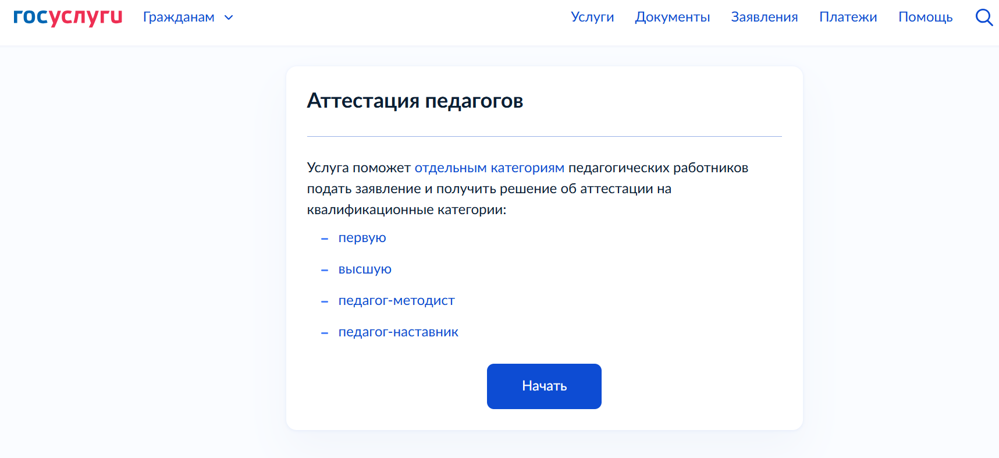 госуслуги Гражданам Услуги Документы Заявления Платежи Помощь
Аттестация педагогов
Услуга поможет отдельным категориям педагогических работников
подать заявление и получить решение об аттестации на
квалификационные категории:
– первую
– высшую
– педагог-методист
– педагог-наставник
Начать